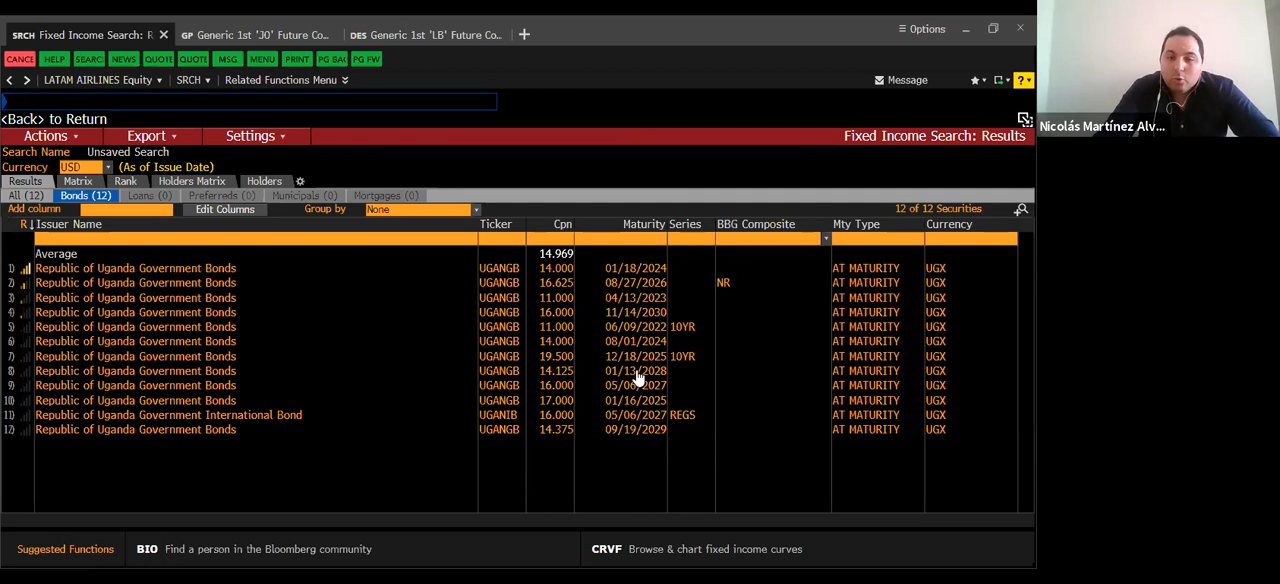 SRCH Fixed Income Search: R × GP Generic 1st 'JO' Future Co... DES Generic 1st 'LB' Future Co... +
Options
CANCE HELP SEARC NEWS QUOTE QUOTE MSG MENU PRINT PG BAC PG FW
< > LATAM AIRLINES Equity SRCH Related Functions Menu Message
<Back> to Return
Actions Export Settings Fixed Income Search: Results
Search Name Unsaved Search
Currency USD (As of Issue Date)
Results Matrix Rank Holders Matrix Holders
All (12) Bonds (12) Loans (0) Preferreds (0) Municipals (0) Mortgages (0)
Add column Edit Columns Group by None 12 of 12 Securities
R↓ Issuer Name Ticker Cpn Maturity Series BBG Composite Mty Type Currency
Average 14.969
1) Republic of Uganda Government Bonds UGANGB 14.000 01/18/2024 AT MATURITY UGX
2) Republic of Uganda Government Bonds UGANGB 16.625 08/27/2026 NR AT MATURITY UGX
3) Republic of Uganda Government Bonds UGANGB 11.000 04/13/2023 AT MATURITY UGX
4) Republic of Uganda Government Bonds UGANGB 16.000 11/14/2030 AT MATURITY UGX
5) Republic of Uganda Government Bonds UGANGB 11.000 06/09/2022 10YR AT MATURITY UGX
6) Republic of Uganda Government Bonds UGANGB 14.000 08/01/2024 AT MATURITY UGX
7) Republic of Uganda Government Bonds UGANGB 19.500 12/18/2025 10YR AT MATURITY UGX
8) Republic of Uganda Government Bonds UGANGB 14.125 01/13/2028 AT MATURITY UGX
9) Republic of Uganda Government Bonds UGANGB 16.000 05/06/2027 AT MATURITY UGX
10) Republic of Uganda Government Bonds UGANGB 17.000 01/16/2025 AT MATURITY UGX
11) Republic of Uganda Government International Bond UGANIB 16.000 05/06/2027 REGS AT MATURITY UGX
12) Republic of Uganda Government Bonds UGANGB 14.375 09/19/2029 AT MATURITY UGX
Suggested Functions BIO Find a person in the Bloomberg community CRVF Browse & chart fixed income curves
Nicolás Martínez Alv...